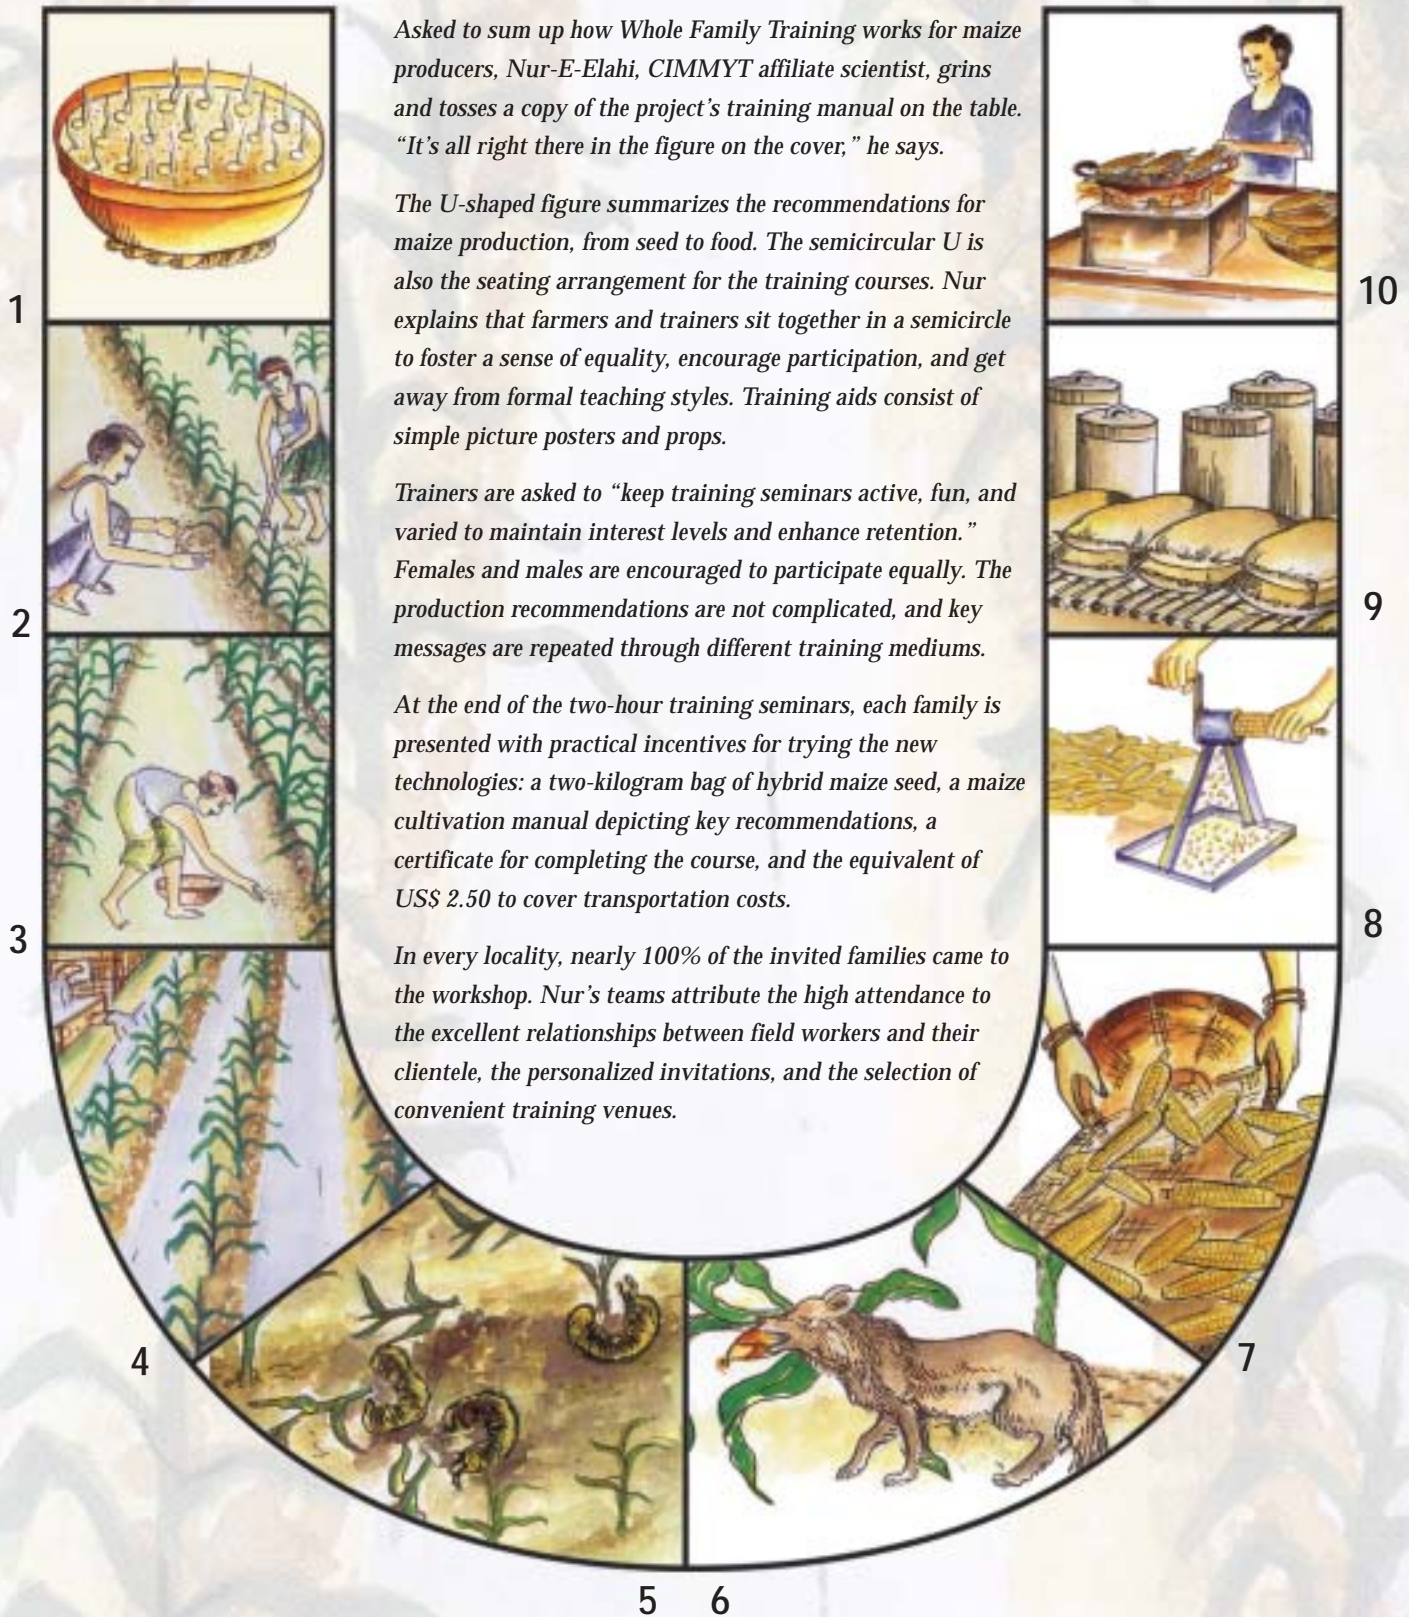 Asked to sum up how Whole Family Training works for maize
producers, Nur-E-Elahi, CIMMYT affiliate scientist, grins
and tosses a copy of the project’s training manual on the table.
“It’s all right there in the figure on the cover,” he says.
The U-shaped figure summarizes the recommendations for
maize production, from seed to food. The semicircular U is
also the seating arrangement for the training courses. Nur
explains that farmers and trainers sit together in a semicircle
to foster a sense of equality, encourage participation, and get
away from formal teaching styles. Training aids consist of
simple picture posters and props.
Trainers are asked to “keep training seminars active, fun, and
varied to maintain interest levels and enhance retention.”
Females and males are encouraged to participate equally. The
production recommendations are not complicated, and key
messages are repeated through different training mediums.
At the end of the two-hour training seminars, each family is
presented with practical incentives for trying the new
technologies: a two-kilogram bag of hybrid maize seed, a maize
cultivation manual depicting key recommendations, a
certificate for completing the course, and the equivalent of
US$ 2.50 to cover transportation costs.
In every locality, nearly 100% of the invited families came to
the workshop. Nur’s teams attribute the high attendance to
the excellent relationships between field workers and their
clientele, the personalized invitations, and the selection of
convenient training venues.
1
2
3
4
5
6
7
8
9
10